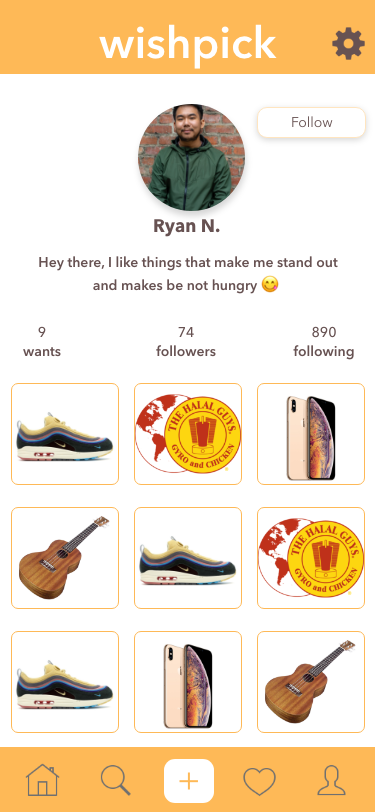 wishpick
Follow
Ryan N.
Hey there, I like things that make me stand out
and makes be not hungry 😋
9
wants
74
followers
890
following
THE HALAL GUYS.
GYRO and CHICKEN
THE HALAL GUYS.
GYRO and CHICKEN